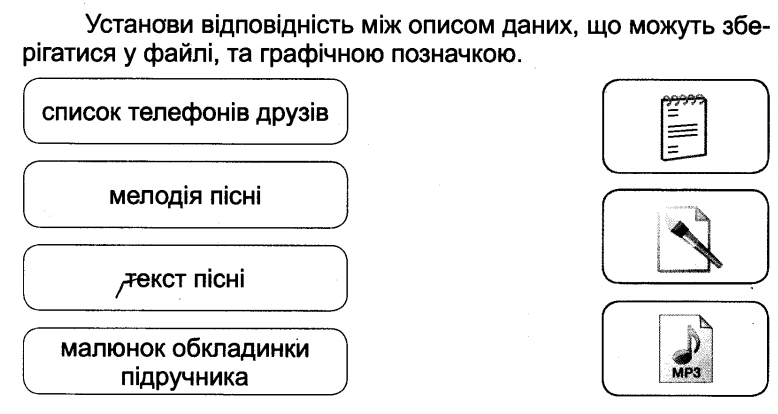 Установи відповідність між описом даних, що можуть збе-
рігатися у файлі, та графічною позначкою.
список телефонів друзів
мелодія пісні
текст пісні
малюнок обкладинки
підручника
MP3